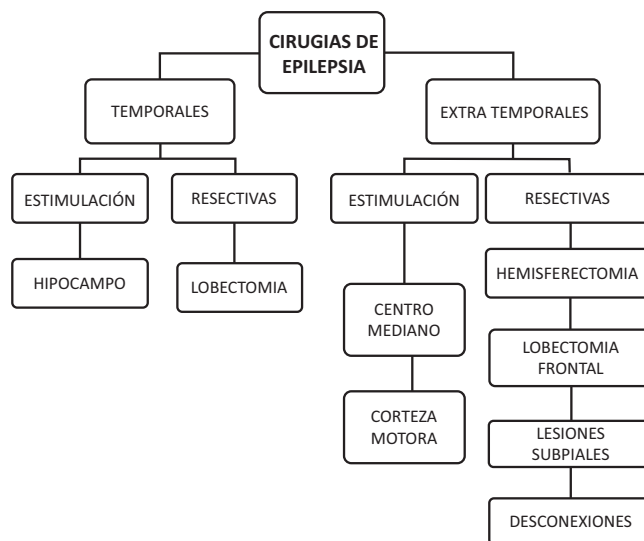 CIRUGIAS DE
EPILEPSIA
TEMPORALES
EXTRA TEMPORALES
ESTIMULACIÓN
RESECTIVAS
ESTIMULACIÓN
RESECTIVAS
HIPOCAMPO
LOBECTOMIA
CENTRO
MEDIANO
CORTEZA
MOTORA
HEMISFERECTOMIA
LOBECTOMIA
FRONTAL
LESIONES
SUBPIALES
DESCONEXIONES